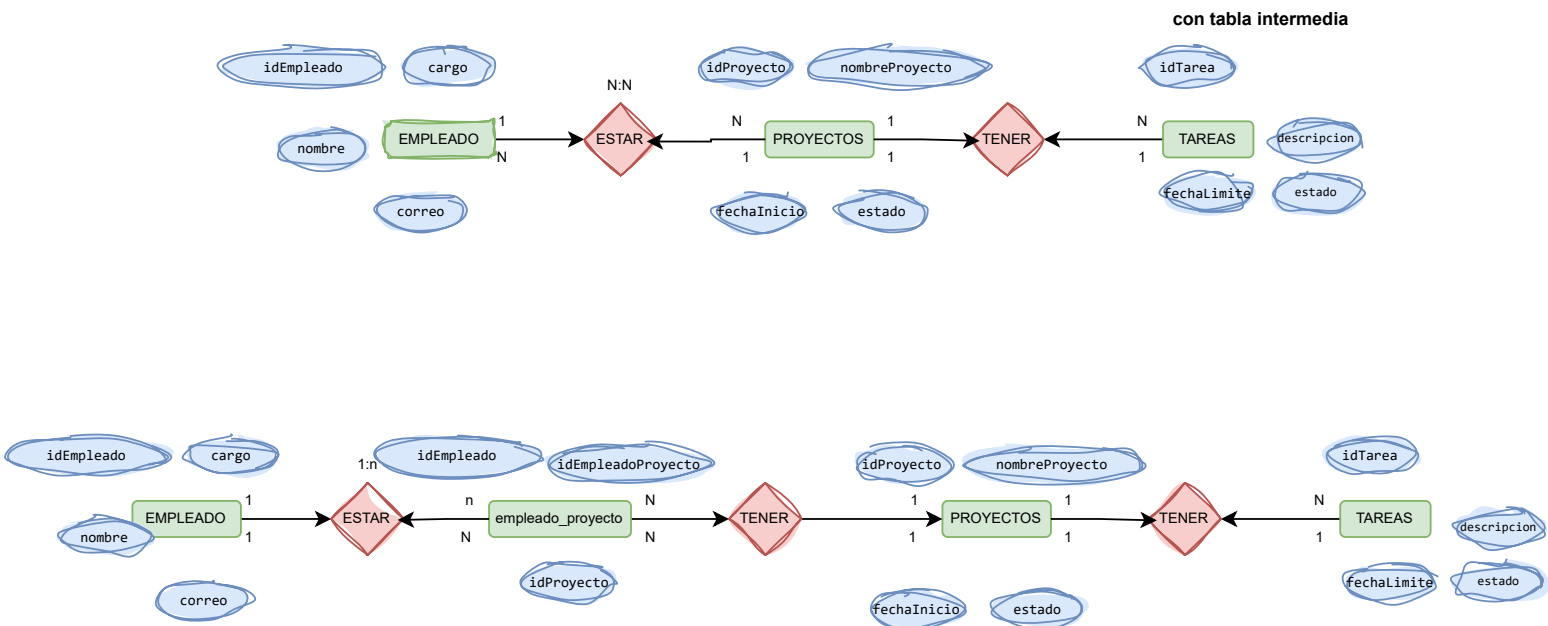 con tabla intermedia
idEmpleado
cargo
idProyecto
nombreProyecto
idTarea
N:N
1
N
1
N
EMPLEADO
ESTAR
PROYECTOS
TENER
TAREAS
descripcion
nombre
N
1
1
1
fechaLimite
estado
correo
fechaInicio
estado
idEmpleado
cargo
1:n
idEmpleado
idEmpleadoProyecto
idProyecto
nombreProyecto
idTarea
1
n
N
1
1
N
EMPLEADO
ESTAR
empleado_proyecto
TENER
PROYECTOS
TENER
TAREAS
descripcion
nombre
1
N
N
1
1
1
idProyecto
fechaLimite
estado
correo
fechaInicio
estado